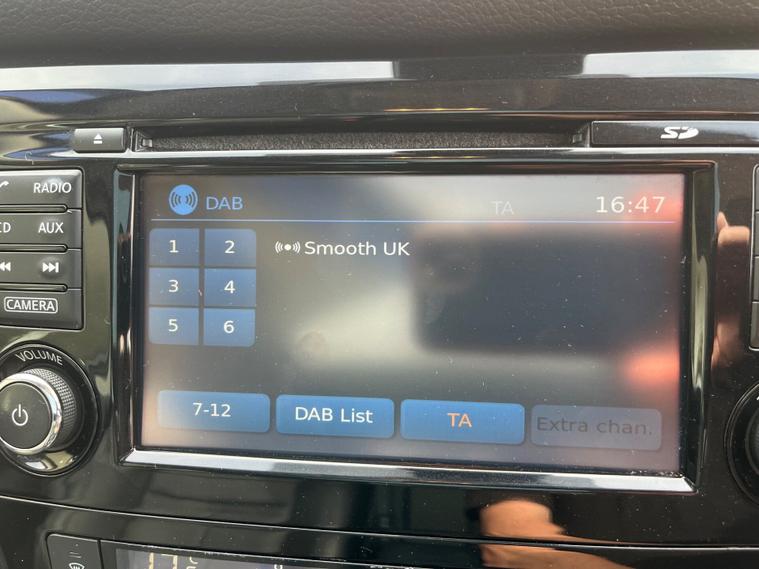 SD
RADIO
CD AUX
CAMERA
VOLUME
DAB TA 16:47
1 2 Smooth UK
3 4
5 6
7-12 DAB List TA Extra chan.